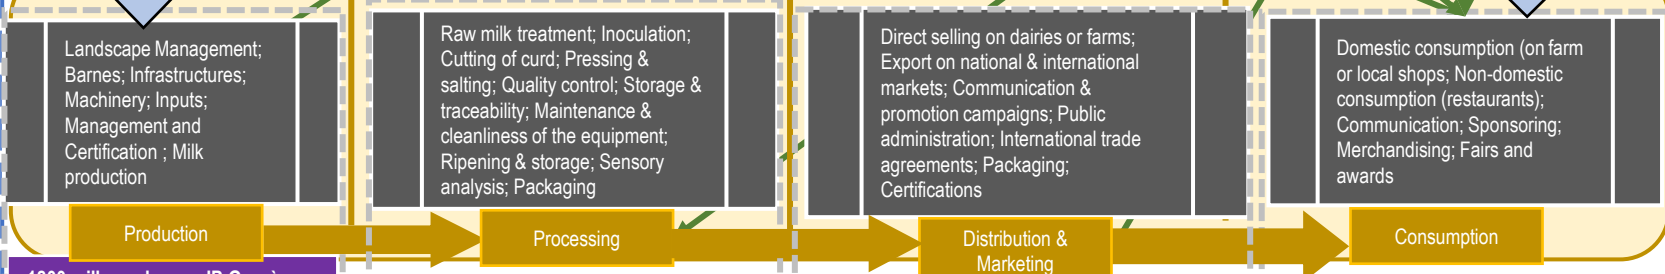 Landscape Management;
Barnes; Infrastructures;
Machinery; Inputs;
Management and
Certification ; Milk
production
Raw milk treatment; Inoculation;
Cutting of curd; Pressing &
salting; Quality control; Storage &
traceability; Maintenance &
cleanliness of the equipment;
Ripening & storage; Sensory
analysis; Packaging
Direct selling on dairies or farms;
Export on national & international
markets; Communication &
promotion campaigns; Public
administration; International trade
agreements; Packaging;
Certifications
Domestic consumption (on farm
or local shops; Non-domestic
consumption (restaurants);
Communication; Sponsoring;
Merchandising; Fairs and
awards
Production
Processing
Distribution &
Marketing
Consumption